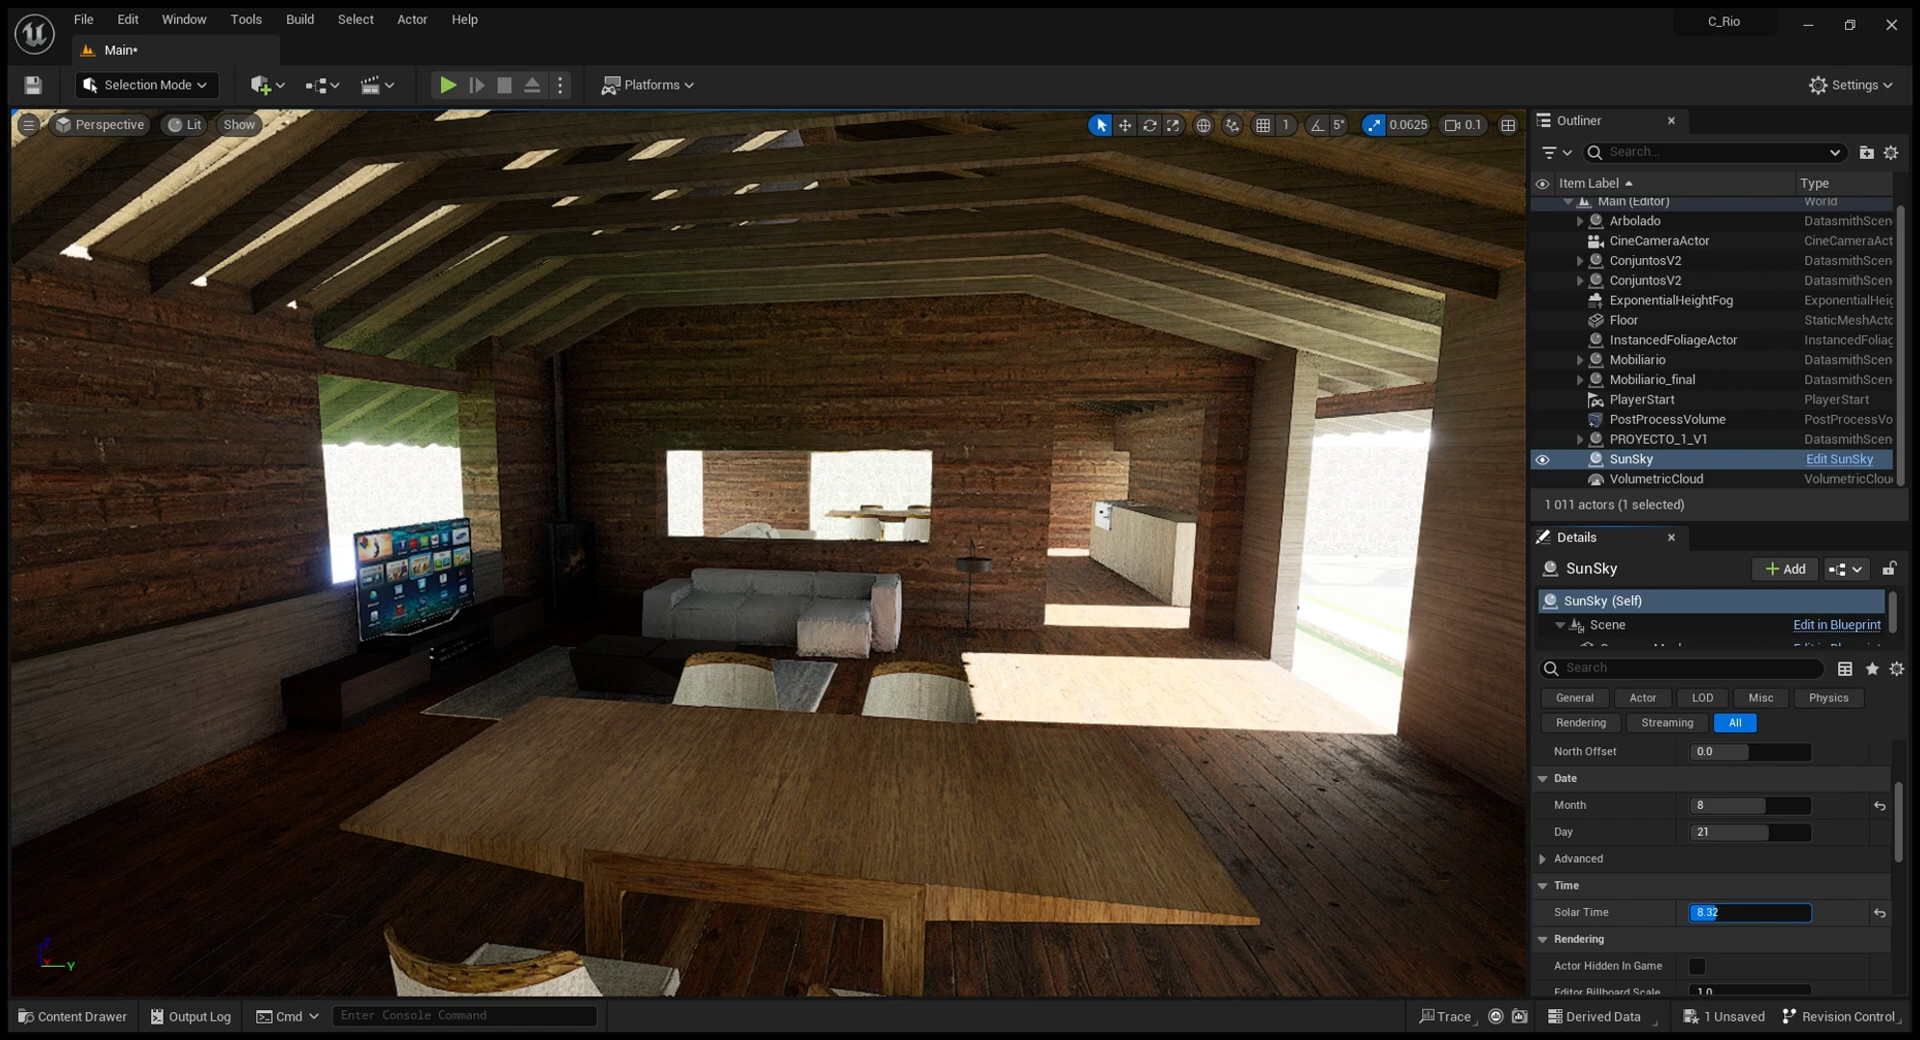 File Edit Window Tools Build Select Actor Help
C_Rio
Main•
Selection Mode
Platforms
Settings
Perspective Lit Show
1 5° 0.0625 0.1
Outliner
Search...
Item Label Type
Main (Editor) World
Arbolado DatasmithScen
CineCameraActor CineCameraAct
ConjuntosV2 DatasmithScen
ConjuntosV2 DatasmithScen
ExponentialHeightFog ExponentialHeig
Floor StaticMeshActo
InstancedFoliageActor InstancedFoliag
Mobiliario DatasmithScen
Mobiliario_final DatasmithScen
PlayerStart PlayerStart
PostProcessVolume PostProcessVo
PROYECTO_1_V1 DatasmithScen
SunSky Edit SunSky
VolumetricCloud VolumetricClou
1 011 actors (1 selected)
Details
SunSky
Add
SunSky (Self)
Scene Edit in Blueprint
Search
General Actor LOD Misc Physics
Rendering Streaming All
North Offset 0.0
Date
Month 8
Day 21
Advanced
Time
Solar Time 8.32
Rendering
Actor Hidden In Game
Editor Billboard Scale 1.0
Content Drawer Output Log Cmd Enter Console Command
Trace Derived Data 1 Unsaved Revision Control